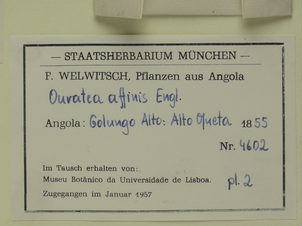 — STAATSHERBARIUM MÜNCHEN —
F. WELWITSCH, Pflanzen aus Angola
Ouratea affinis Engl.
Angola: Golungo Alto: Alto Queta 1855
Nr. 4602
Im Tausch erhalten von:
Museu Botânico da Universidade de Lisboa.
Zugegangen im Januar 1957
pl. 2